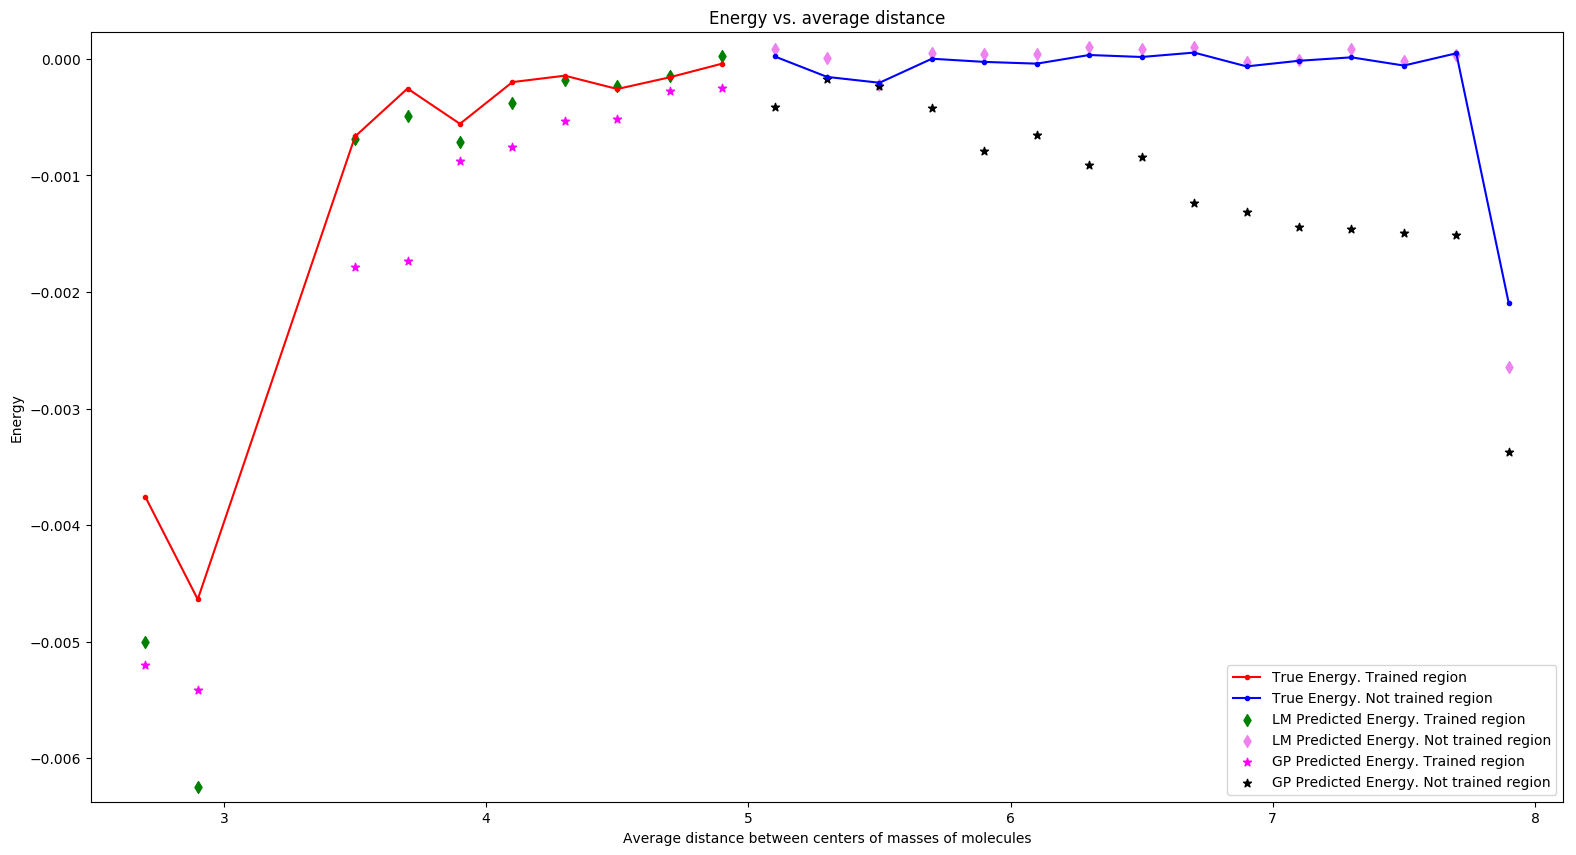 Energy vs. average distance
0.000
−0.001
−0.002
−0.003
−0.004
−0.005
−0.006
Energy
3 4 5 6 7 8
Average distance between centers of masses of molecules
True Energy. Trained region
True Energy. Not trained region
LM Predicted Energy. Trained region
LM Predicted Energy. Not trained region
GP Predicted Energy. Trained region
GP Predicted Energy. Not trained region